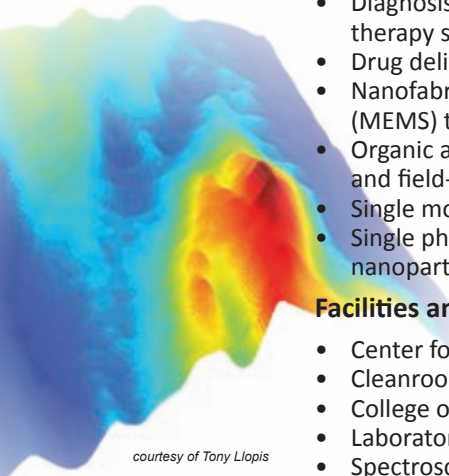 • Diagnosis
therapy s
• Drug deli
• Nanofabr
(MEMS) t
• Organic a
and field-
• Single mo
• Single ph
nanopart
Facilities ar
• Center fo
• Cleanroo
• College o
• Laborator
• Spectrosc
courtesy of Tony Llopis